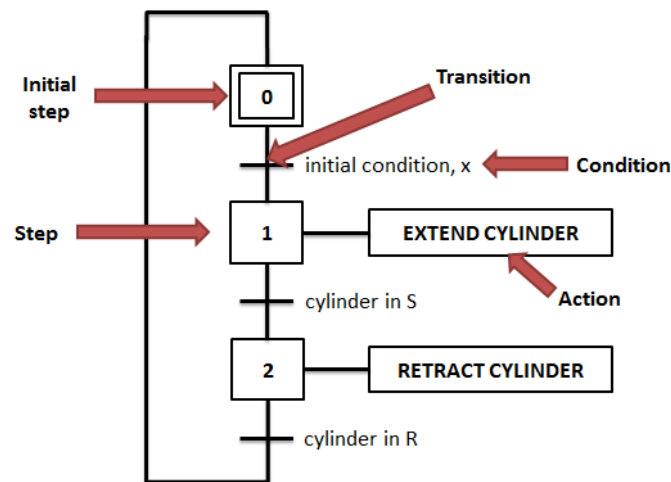 Initial
step
0
Transition
initial condition, x
Condition
Step
1
EXTEND CYLINDER
cylinder in S
Action
2
RETRACT CYLINDER
cylinder in R